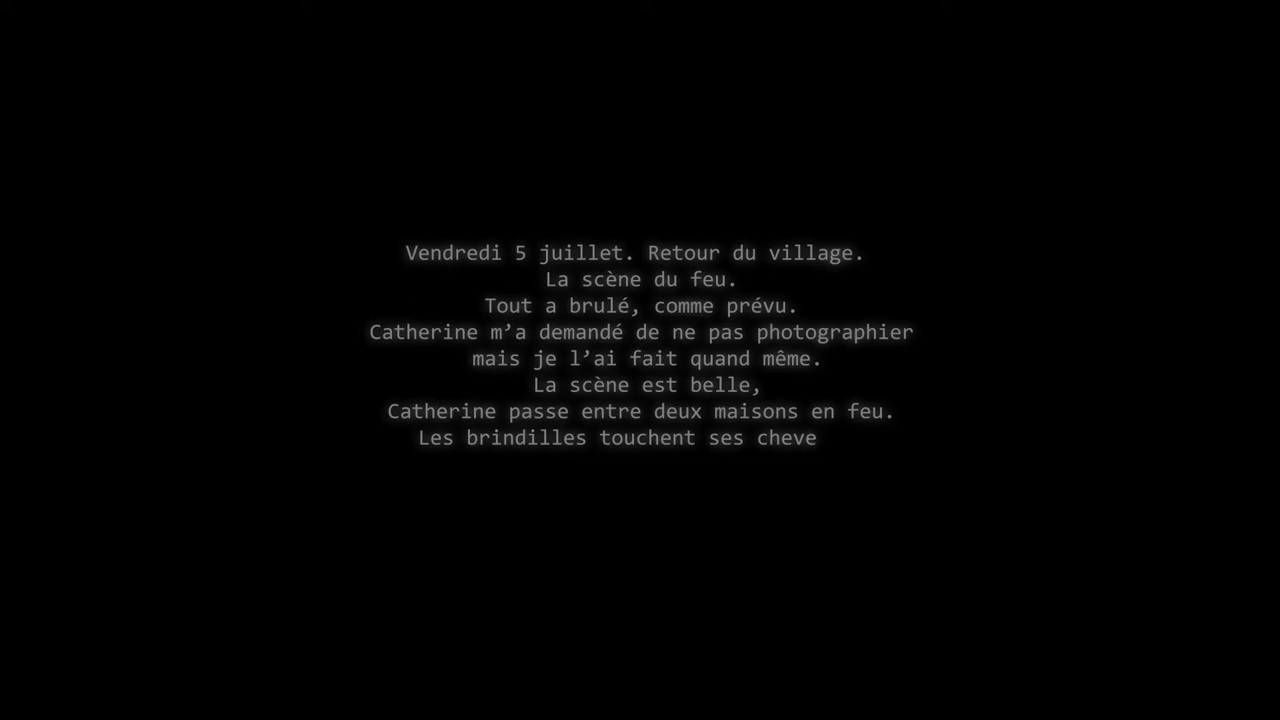 Vendredi 5 juillet. Retour du village.
La scène du feu.
Tout a brulé, comme prévu.
Catherine m’a demandé de ne pas photographier
mais je l’ai fait quand même.
La scène est belle,
Catherine passe entre deux maisons en feu.
Les brindilles touchent ses cheve